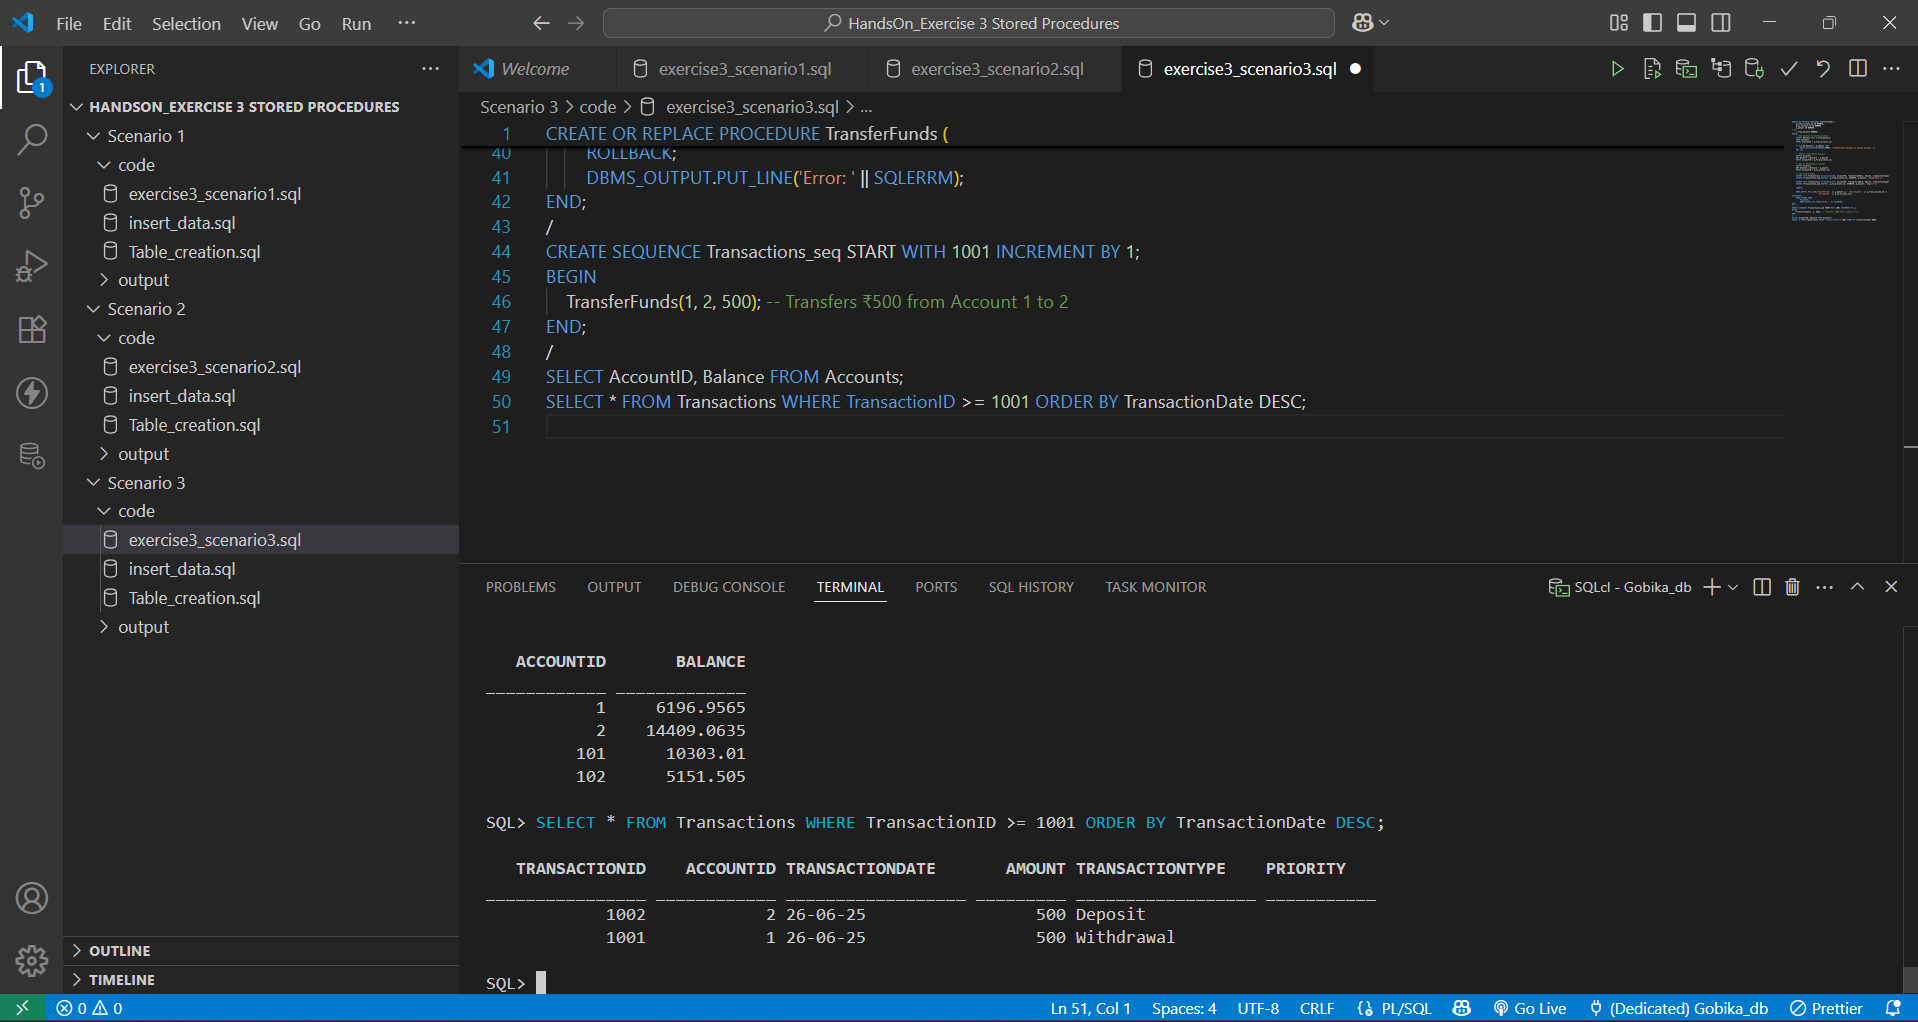 File Edit Selection View Go Run ···
HandsOn_Exercise 3 Stored Procedures
EXPLORER ···
1
HANDSON_EXERCISE 3 STORED PROCEDURES
Scenario 1
code
exercise3_scenario1.sql
insert_data.sql
Table_creation.sql
output
Scenario 2
code
exercise3_scenario2.sql
insert_data.sql
Table_creation.sql
output
Scenario 3
code
exercise3_scenario3.sql
insert_data.sql
Table_creation.sql
output
OUTLINE
TIMELINE
Welcome exercise3_scenario1.sql exercise3_scenario2.sql exercise3_scenario3.sql ●
Scenario 3 > code > exercise3_scenario3.sql > ...
1 CREATE OR REPLACE PROCEDURE TransferFunds (
40 ROLLBACK;
41 DBMS_OUTPUT.PUT_LINE('Error: ' || SQLERRM);
42 END;
43 /
44 CREATE SEQUENCE Transactions_seq START WITH 1001 INCREMENT BY 1;
45 BEGIN
46 TransferFunds(1, 2, 500); -- Transfers ₹500 from Account 1 to 2
47 END;
48 /
49 SELECT AccountID, Balance FROM Accounts;
50 SELECT * FROM Transactions WHERE TransactionID >= 1001 ORDER BY TransactionDate DESC;
51
PROBLEMS OUTPUT DEBUG CONSOLE TERMINAL PORTS SQL HISTORY TASK MONITOR SQLcl - Gobika_db
ACCOUNTID BALANCE
____________ _____________
1 6196.9565
2 14409.0635
101 10303.01
102 5151.505
SQL> SELECT * FROM Transactions WHERE TransactionID >= 1001 ORDER BY TransactionDate DESC;
TRANSACTIONID ACCOUNTID TRANSACTIONDATE AMOUNT TRANSACTIONTYPE PRIORITY
________________ ____________ __________________ _________ __________________ ___________
1002 2 26-06-25 500 Deposit
1001 1 26-06-25 500 Withdrawal
SQL>
0 0 Ln 51, Col 1 Spaces: 4 UTF-8 CRLF PL/SQL Go Live (Dedicated) Gobika_db Prettier